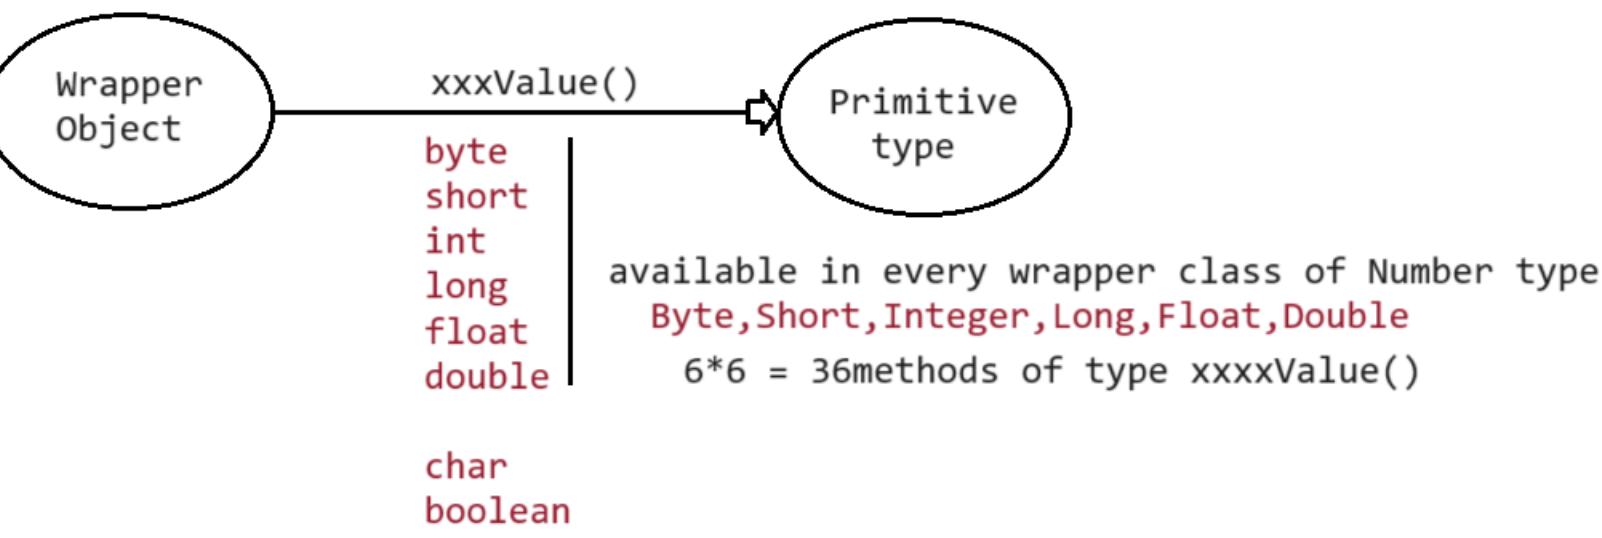 Wrapper
Object
xxxValue()
Primitive
type
byte
short
int
long
float
double
available in every wrapper class of Number type
Byte,Short,Integer,Long,Float,Double
6*6 = 36methods of type xxxxValue()
char
boolean